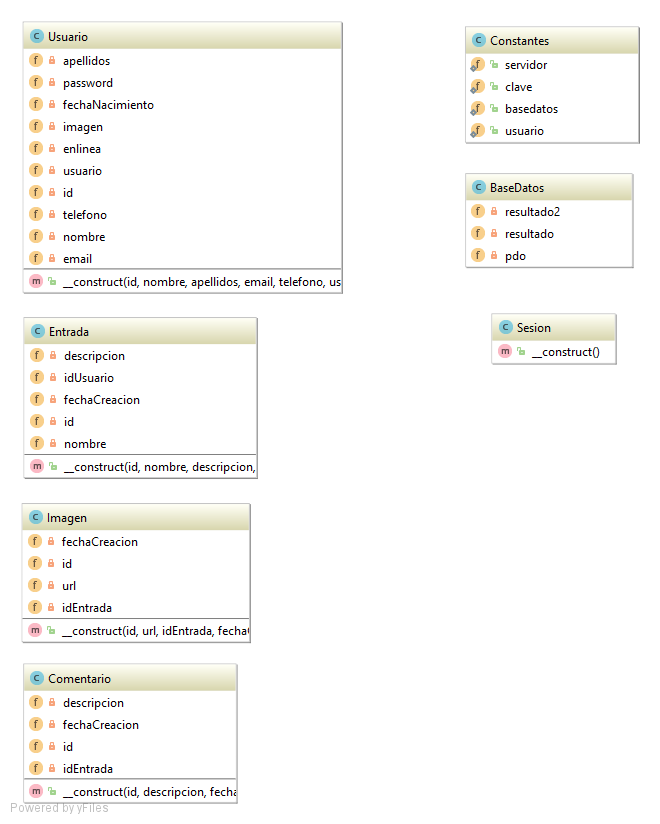 Usuario
apellidos
password
fechaNacimiento
imagen
enlinea
usuario
id
telefono
nombre
email
__construct(id, nombre, apellidos, email, telefono, us
Entrada
descripcion
idUsuario
fechaCreacion
id
nombre
__construct(id, nombre, descripcion,
Imagen
fechaCreacion
id
url
idEntrada
__construct(id, url, idEntrada, fecha
Comentario
descripcion
fechaCreacion
id
idEntrada
__construct(id, descripcion, fecha
Constantes
servidor
clave
basedatos
usuario
BaseDatos
resultado2
resultado
pdo
Sesion
__construct()
Powered by yFiles